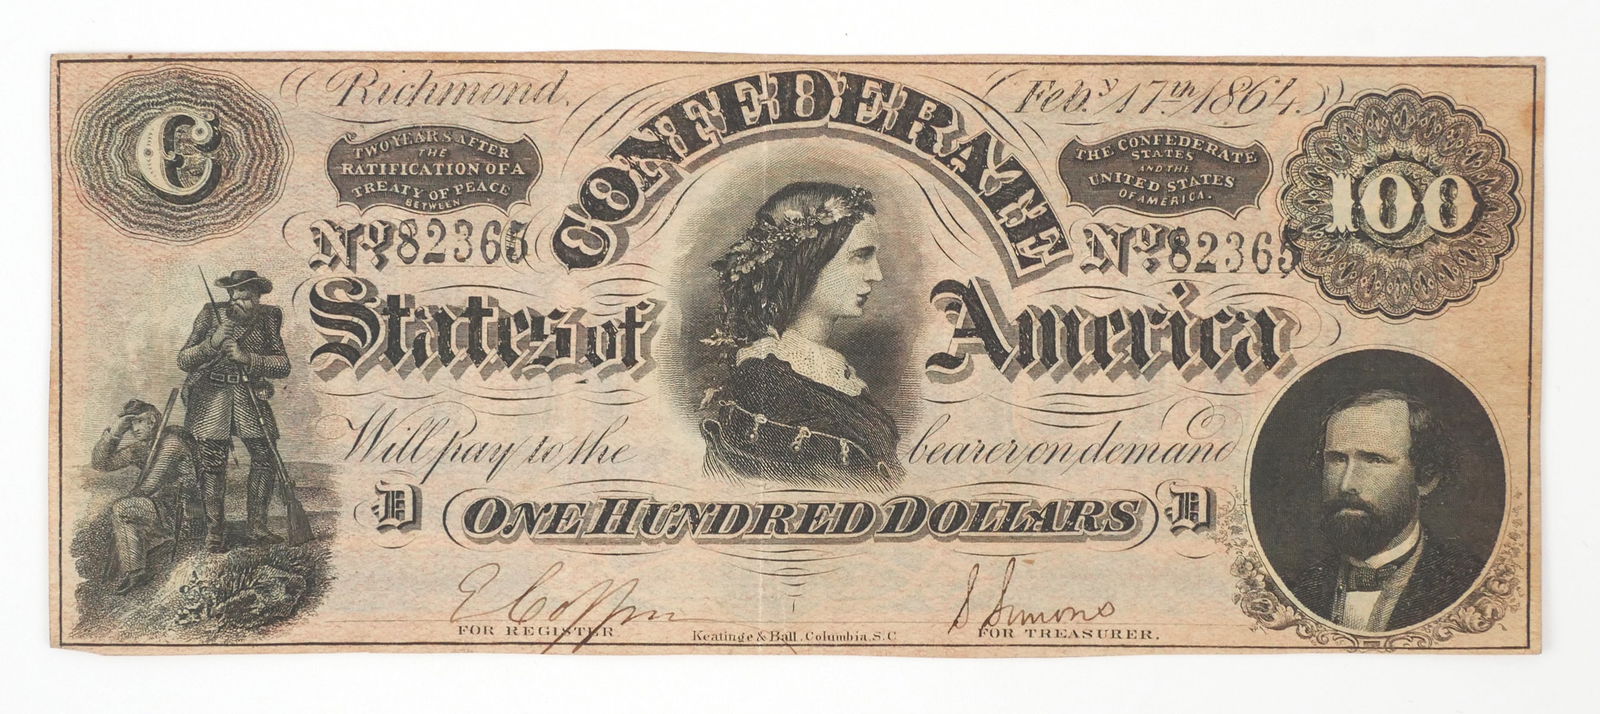 C
Richmond,
Feb.y 17th 1864.
TWO YEARS AFTER
THE
RATIFICATION OF A
TREATY OF PEACE
BETWEEN
THE CONFEDERATE
STATES
AND THE
UNITED STATES
OF AMERICA.
100
CONFEDERATE
No. 82365
No. 82365
States of America
Will pay to the bearer on demand
D ONE HUNDRED DOLLARS D
S Simons
FOR REGISTER
Keatinge & Ball, Columbia, S.C
FOR TREASURER.